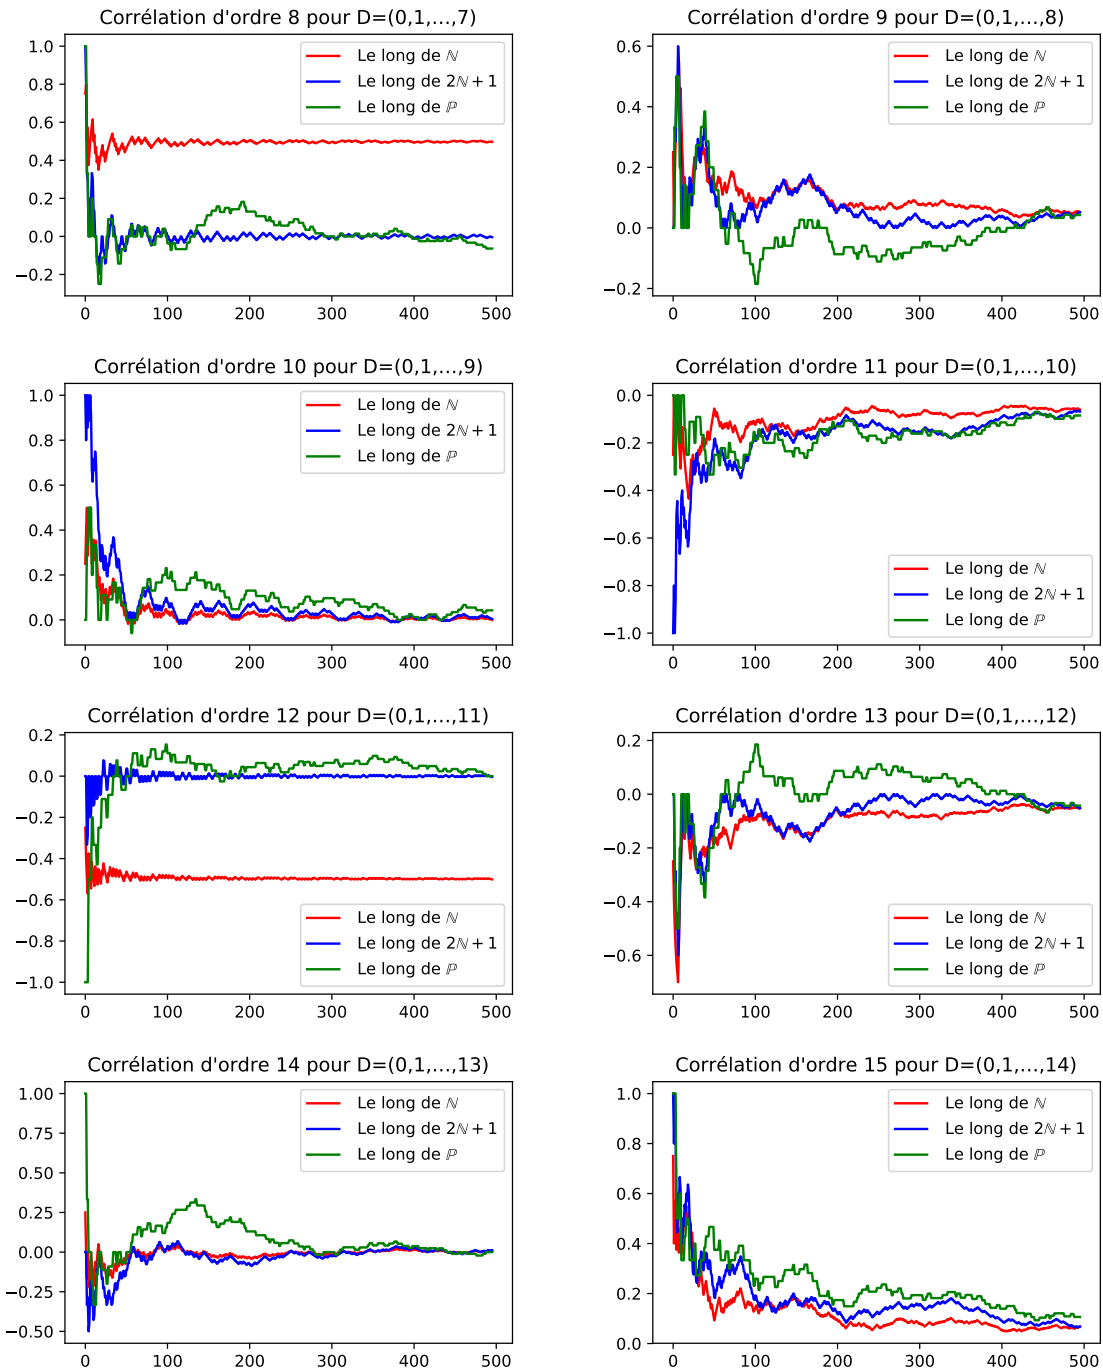 Corrélation d'ordre 8 pour D=(0,1,...,7)
1.0
0.8
0.6
0.4
0.2
0.0
−0.2
0 100 200 300 400 500
Le long de ℕ
Le long de 2ℕ + 1
Le long de ℙ
Corrélation d'ordre 9 pour D=(0,1,...,8)
0.6
0.4
0.2
0.0
−0.2
0 100 200 300 400 500
Le long de ℕ
Le long de 2ℕ + 1
Le long de ℙ
Corrélation d'ordre 10 pour D=(0,1,...,9)
1.0
0.8
0.6
0.4
0.2
0.0
0 100 200 300 400 500
Le long de ℕ
Le long de 2ℕ + 1
Le long de ℙ
Corrélation d'ordre 11 pour D=(0,1,...,10)
0.0
−0.2
−0.4
−0.6
−0.8
−1.0
0 100 200 300 400 500
Le long de ℕ
Le long de 2ℕ + 1
Le long de ℙ
Corrélation d'ordre 12 pour D=(0,1,...,11)
0.2
0.0
−0.2
−0.4
−0.6
−0.8
−1.0
0 100 200 300 400 500
Le long de ℕ
Le long de 2ℕ + 1
Le long de ℙ
Corrélation d'ordre 13 pour D=(0,1,...,12)
0.2
0.0
−0.2
−0.4
−0.6
0 100 200 300 400 500
Le long de ℕ
Le long de 2ℕ + 1
Le long de ℙ
Corrélation d'ordre 14 pour D=(0,1,...,13)
1.00
0.75
0.50
0.25
0.00
−0.25
−0.50
0 100 200 300 400 500
Le long de ℕ
Le long de 2ℕ + 1
Le long de ℙ
Corrélation d'ordre 15 pour D=(0,1,...,14)
1.0
0.8
0.6
0.4
0.2
0.0
0 100 200 300 400 500
Le long de ℕ
Le long de 2ℕ + 1
Le long de ℙ